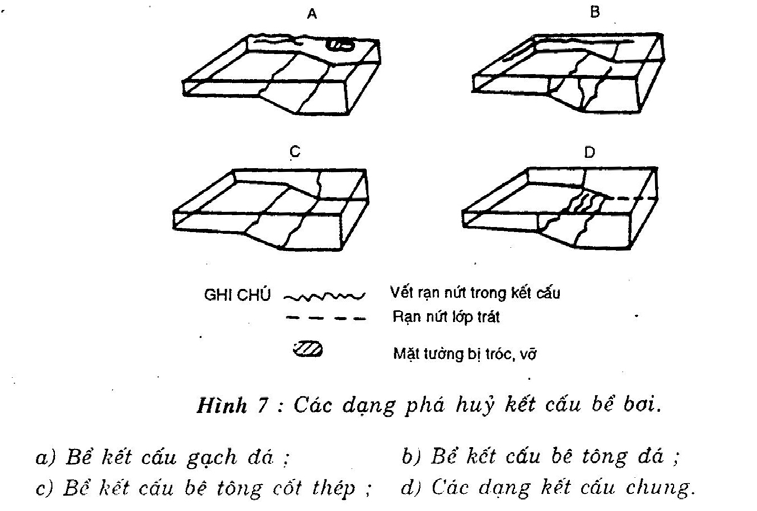 A B
C D
GHI CHÚ Vết rạn nứt trong kết cấu
Rạn nứt lớp trát
Mặt tường bị tróc, vỡ
Hình 7 : Các dạng phá huỷ kết cấu bể bơi.
a) Bể kết cấu gạch đá ; b) Bể kết cấu bê tông đá ;
c) Bể kết cấu bê tông cốt thép ; d) Các dạng kết cấu chung.